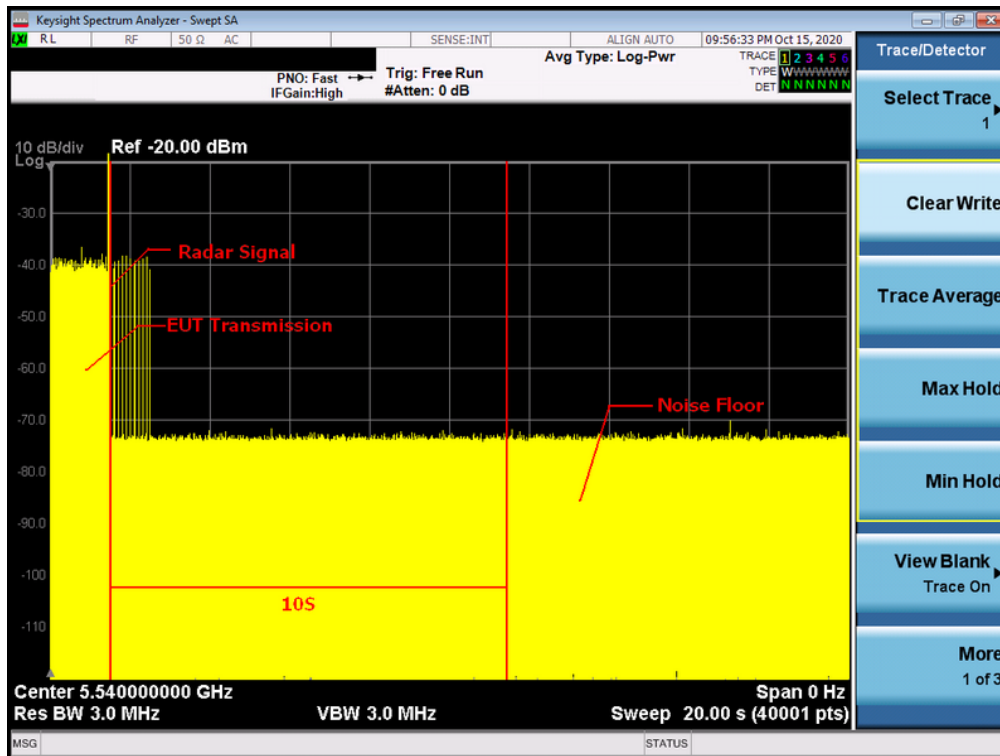 Keysight Spectrum Analyzer - Swept SA
LXI RL RF 50 Ω AC SENSE:INT ALIGN AUTO 09:56:33 PM Oct 15, 2020
Avg Type: Log-Pwr
TRACE 1 2 3 4 5 6
PNO: Fast Trig: Free Run
TYPE WWWWWW
IFGain:High #Atten: 0 dB
DET N N N N N N
10 dB/div Ref -20.00 dBm
Log
-30.0
-40.0
-50.0
-60.0
-70.0
-80.0
-90.0
-100
-110
Radar Signal
EUT Transmission
Noise Floor
10S
Center 5.540000000 GHz Span 0 Hz
Res BW 3.0 MHz VBW 3.0 MHz Sweep 20.00 s (40001 pts)
MSG STATUS
Trace/Detector
Select Trace
1
Clear Write
Trace Average
Max Hold
Min Hold
View Blank
Trace On
More
1 of 3